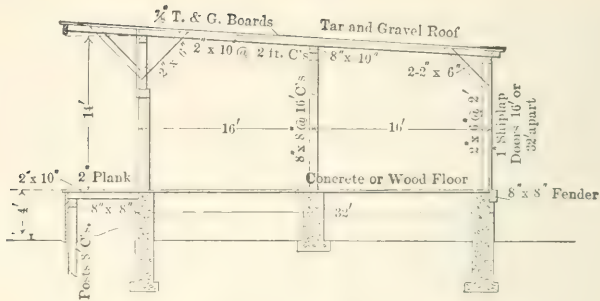 ⅞" T. & G. Boards
Tar and Gravel Roof
2" x 10" @ 2 ft. C's
8" x 10"
2" x 6"
2-2" x 6"
14'
16'
8" x 8" @ 16' C's
16'
2" x 6" @ 2'
1" Shiplap
Doors 16' or
32' apart
2" x 10"
2" Plank
Concrete or Wood Floor
8" x 8"
8" x 8" Fender
4'
32'
Posts 8' C's.